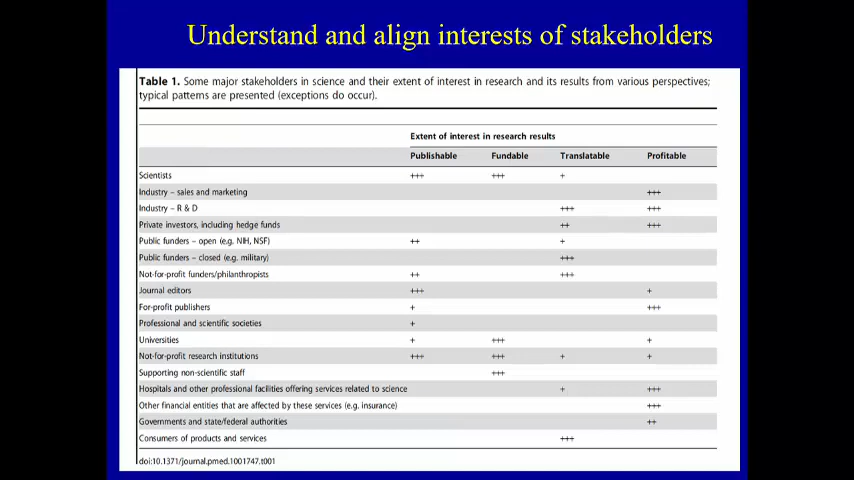 Understand and align interests of stakeholders
Table 1. Some major stakeholders in science and their extent of interest in research and its results from various perspectives;
typical patterns are presented (exceptions do occur).
Extent of interest in research results
Publishable Fundable Translatable Profitable
Scientists +++ +++ +
Industry – sales and marketing +++
Industry – R & D +++ +++
Private investors, including hedge funds ++ +++
Public funders – open (e.g. NIH, NSF) ++ +
Public funders – closed (e.g. military) +++
Not-for-profit funders/philanthropists ++ +++
Journal editors +++ +
For-profit publishers + +++
Professional and scientific societies +
Universities + +++ +
Not-for-profit research institutions +++ +++ + +
Supporting non-scientific staff +++
Hospitals and other professional facilities offering services related to science + +++
Other financial entities that are affected by these services (e.g. insurance) +++
Governments and state/federal authorities ++
Consumers of products and services +++
doi:10.1371/journal.pmed.1001747.t001